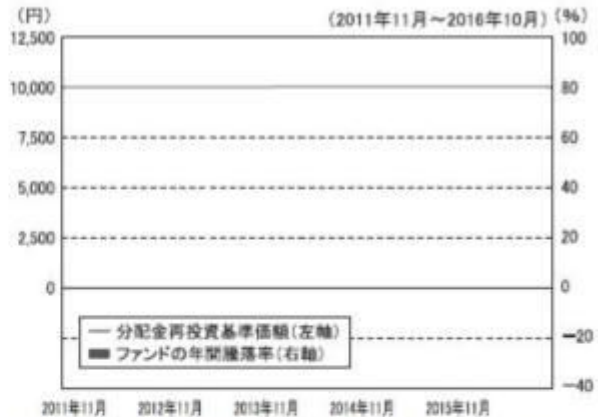 (円) (2011年11月~2016年10月) (%)
12,500 100
10,000 80
7,500 60
5,000 40
2,500 20
0 0
分配金再投資基準価額(左軸)
-20
ファンドの年間騰落率(右軸)
-40
2011年11月 2012年11月 2013年11月 2014年11月 2015年11月